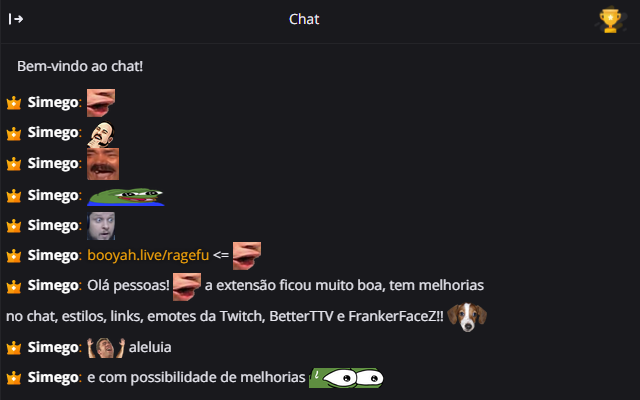 Chat
Bem-vindo ao chat!
Simego:
Simego:
Simego:
Simego:
Simego:
Simego: booyah.live/ragefu <=
Simego: Olá pessoas! a extensão ficou muito boa, tem melhorias
no chat, estilos, links, emotes da Twitch, BetterTTV e FrankerFaceZ!!
Simego: aleluia
Simego: e com possibilidade de melhorias